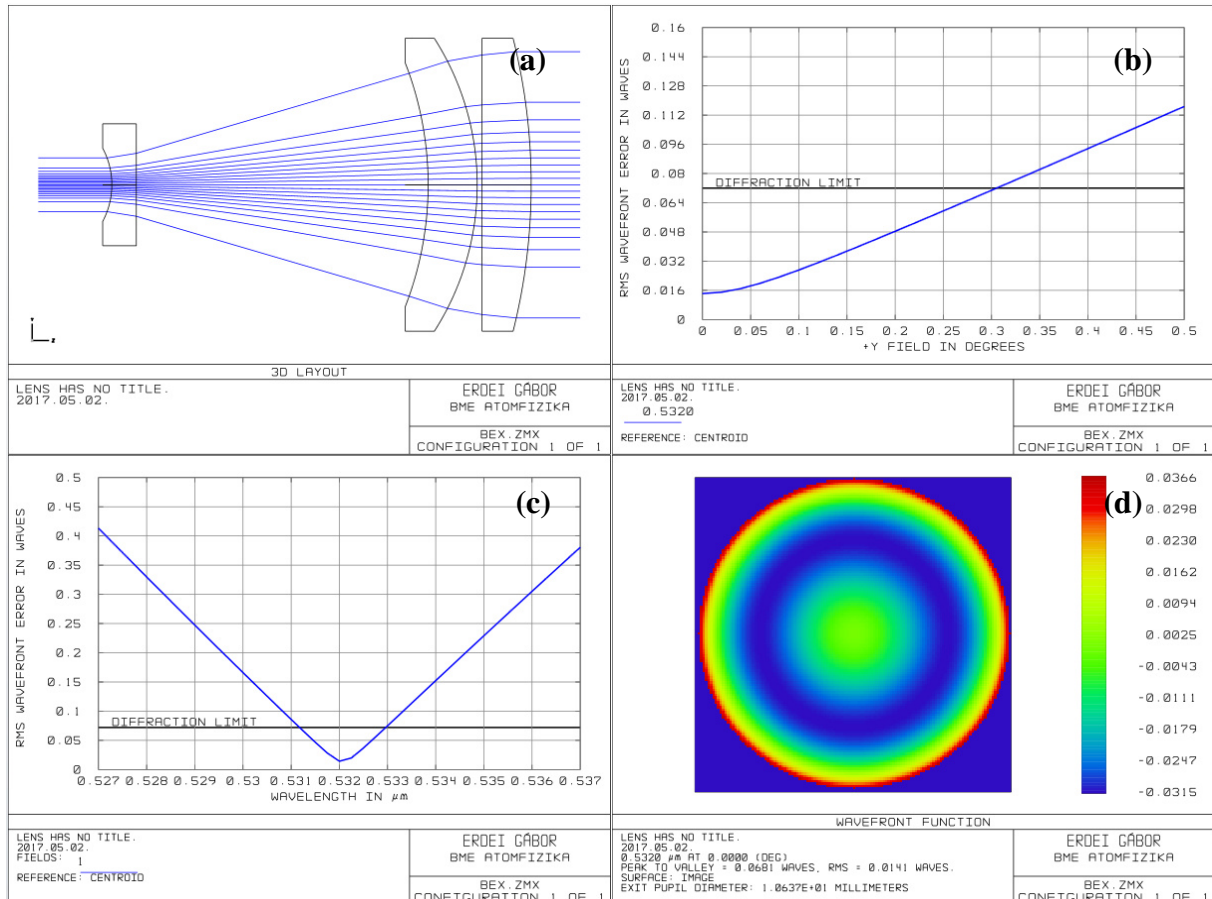 (a)
Y
Z
3D LAYOUT
LENS HAS NO TITLE.
2017.05.02.
ERDEI GÁBOR
BME ATOMFIZIKA
BEX.ZMX
CONFIGURATION 1 OF 1
(b)
RMS WAVEFRONT ERROR IN WAVES
0.16
0.144
0.128
0.112
0.096
0.08
0.064
0.048
0.032
0.016
0
DIFFRACTION LIMIT
0 0.05 0.1 0.15 0.2 0.25 0.3 0.35 0.4 0.45 0.5
+Y FIELD IN DEGREES
LENS HAS NO TITLE.
2017.05.02.
0.5320
REFERENCE: CENTROID
ERDEI GÁBOR
BME ATOMFIZIKA
BEX.ZMX
CONFIGURATION 1 OF 1
(c)
RMS WAVEFRONT ERROR IN WAVES
0.5
0.45
0.4
0.35
0.3
0.25
0.2
0.15
0.1
0.05
0
DIFFRACTION LIMIT
0.527 0.528 0.529 0.53 0.531 0.532 0.533 0.534 0.535 0.536 0.537
WAVELENGTH IN µm
LENS HAS NO TITLE.
2017.05.02.
FIELDS: 1
REFERENCE: CENTROID
ERDEI GÁBOR
BME ATOMFIZIKA
BEX.ZMX
CONFIGURATION 1 OF 1
(d)
0.0366
0.0298
0.0230
0.0162
0.0094
0.0025
-0.0043
-0.0111
-0.0179
-0.0247
-0.0315
WAVEFRONT FUNCTION
LENS HAS NO TITLE.
2017.05.02.
0.5320 µm AT 0.0000 (DEG)
PEAK TO VALLEY = 0.0681 WAVES, RMS = 0.0141 WAVES.
SURFACE: IMAGE
EXIT PUPIL DIAMETER: 1.0637E+01 MILLIMETERS
ERDEI GÁBOR
BME ATOMFIZIKA
BEX.ZMX
CONFIGURATION 1 OF 1